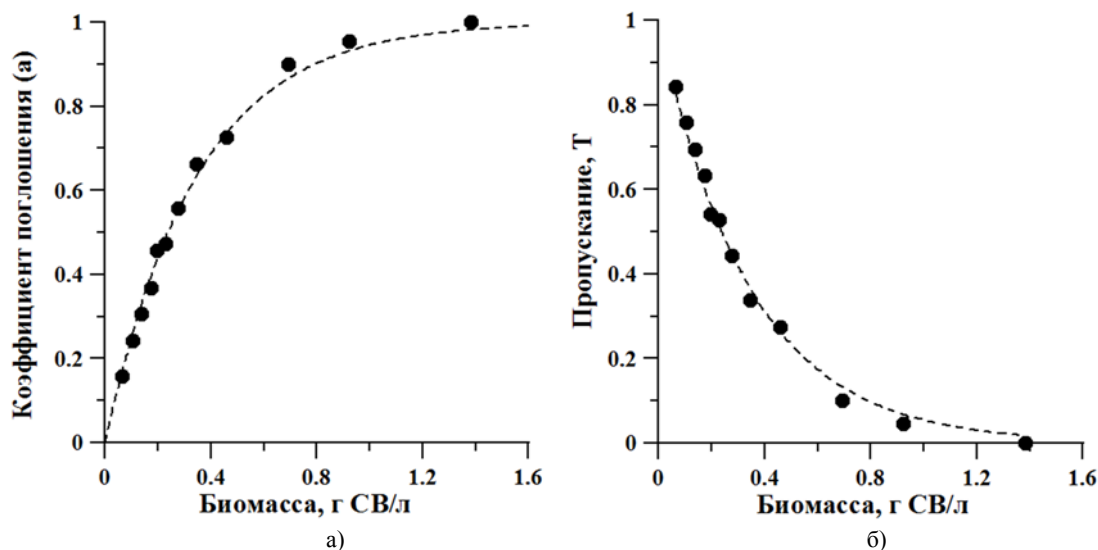 Коэффициент поглошения (a)
1
0.8
0.6
0.4
0.2
0
0 0.4 0.8 1.2 1.6
Биомасса, г СВ/л
а)
Пропускание, Т
1
0.8
0.6
0.4
0.2
0
0 0.4 0.8 1.2 1.6
Биомасса, г СВ/л
б)